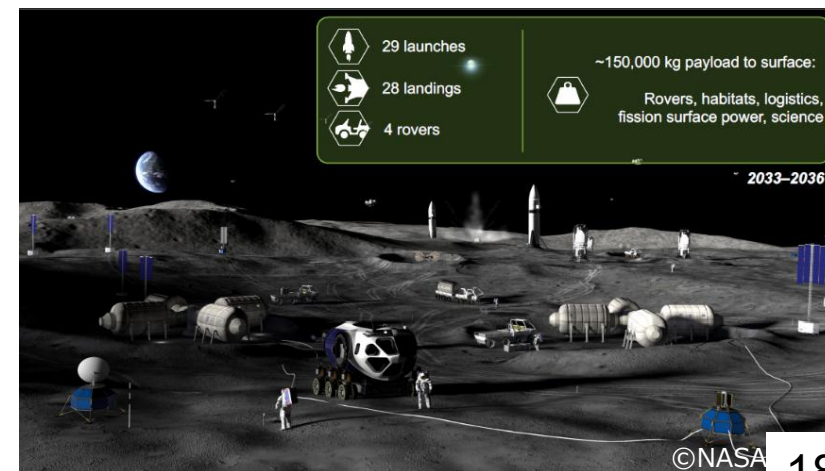 29 launches
28 landings
4 rovers
~150,000 kg payload to surface:
Rovers, habitats, logistics,
fission surface power, science
2033–2036
©NASA
18